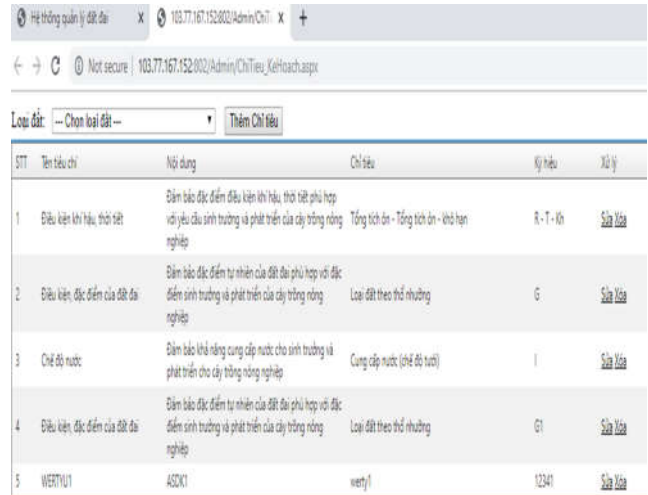 Hệ thống quản lý đất đai X 103.77.167.152:802/Admin/ChiT X +
Not secure | 103.77.167.152:802/Admin/ChiTieu_KeHoach.aspx
Loại đất: --- Chọn loại đất --- Thêm Chỉ tiêu
STT Tên tiêu chí Nội dung Chỉ tiêu Ký hiệu Xử lý
Đảm bảo đặc điểm điều kiện khí hậu, thời tiết phù hợp
1 Điều kiện khí hậu, thời tiết với yêu cầu sinh trưởng và phát triển của cây trồng nông Tổng tích ôn - Tổng tích ôn - khô hạn R - T - Kh Sửa Xóa
nghiệp
Đảm bảo đặc điểm tự nhiên của đất đai phù hợp với đặc
2 Điều kiện, đặc điểm của đất đai điểm sinh trưởng và phát triển của cây trồng nông Loại đất theo thổ nhưỡng G Sửa Xóa
nghiệp
3 Chế độ nước Đảm bảo khả năng cung cấp nước cho sinh trưởng và Cung cấp nước (chế độ tưới) I Sửa Xóa
phát triển cho cây trồng nông nghiệp
Đảm bảo đặc điểm tự nhiên của đất đai phù hợp với đặc
4 Điều kiện, đặc điểm của đất đai điểm sinh trưởng và phát triển của cây trồng nông Loại đất theo thổ nhưỡng G1 Sửa Xóa
nghiệp
5 WERTYU1 ASDK1 werty1 12341 Sửa Xóa